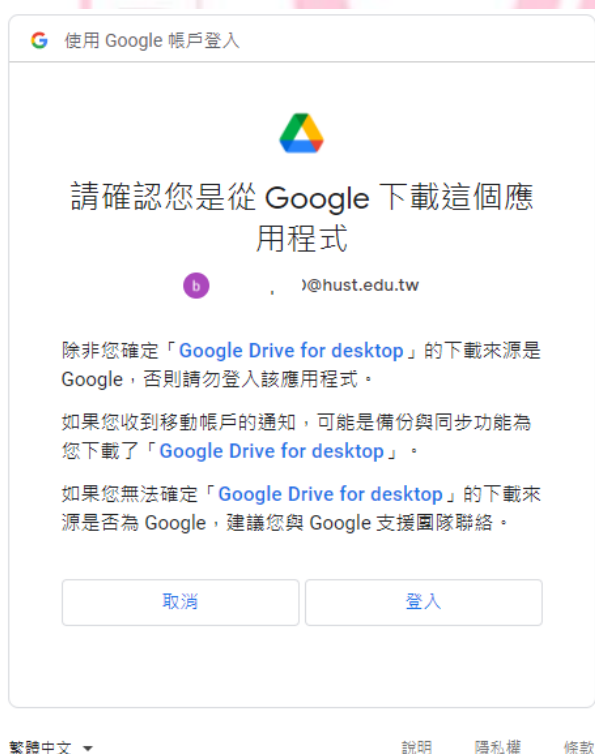 使用 Google 帳戶登入
請確認您是從 Google 下載這個應
用程式
b
@hust.edu.tw
除非您確定「Google Drive for desktop」的下載來源是
Google，否則請勿登入該應用程式。
如果您收到移動帳戶的通知，可能是備份與同步功能為
您下載了「Google Drive for desktop」。
如果您無法確定「Google Drive for desktop」的下載來
源是否為 Google，建議您與 Google 支援團隊聯絡。
取消 登入
繁體中文 說明 隱私權 條款